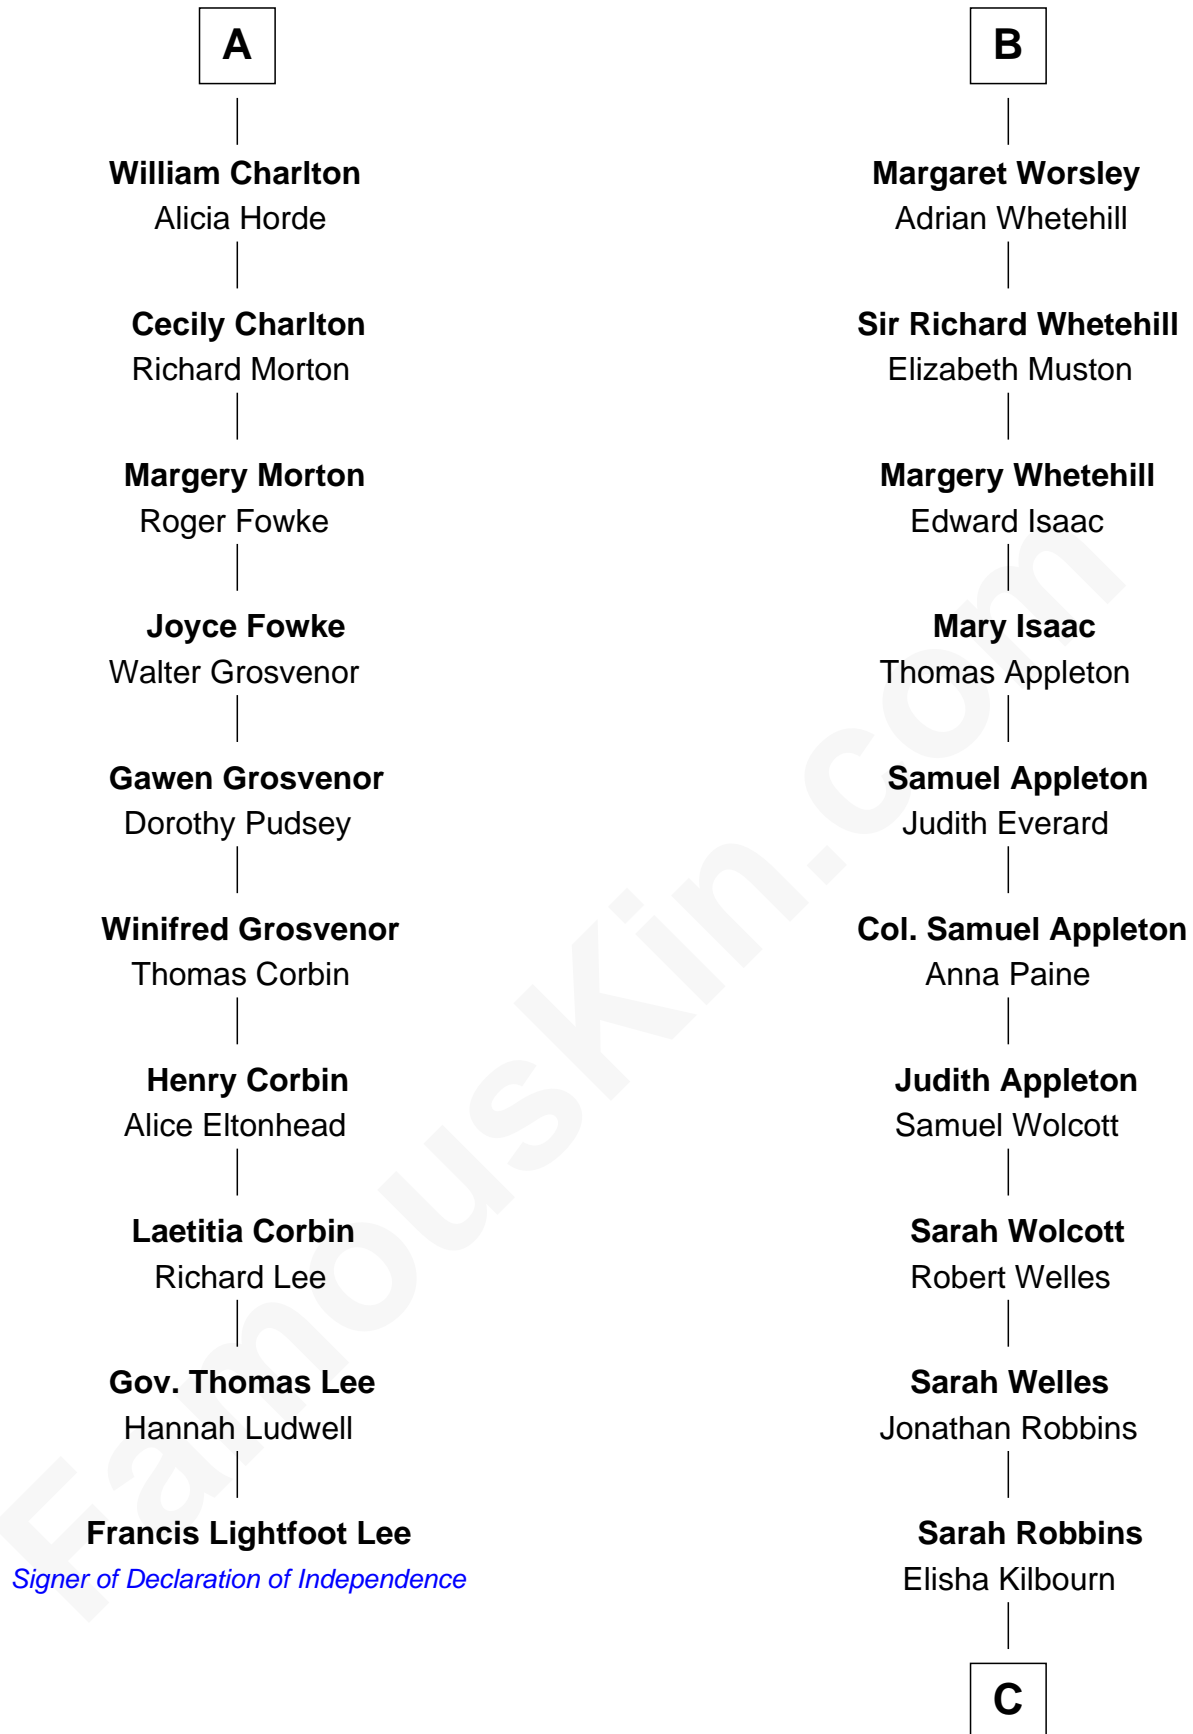 A
William Charlton
Alicia Horde
Cecily Charlton
Richard Morton
Margery Morton
Roger Fowke
Joyce Fowke
Walter Grosvenor
Gawen Grosvenor
Dorothy Pudsey
Winifred Grosvenor
Thomas Corbin
Henry Corbin
Alice Eltonhead
Laetitia Corbin
Richard Lee
Gov. Thomas Lee
Hannah Ludwell
Francis Lightfoot Lee
Signer of Declaration of Independence
B
Margaret Worsley
Adrian Whetehill
Sir Richard Whetehill
Elizabeth Muston
Margery Whetehill
Edward Isaac
Mary Isaac
Thomas Appleton
Samuel Appleton
Judith Everard
Col. Samuel Appleton
Anna Paine
Judith Appleton
Samuel Wolcott
Sarah Wolcott
Robert Welles
Sarah Welles
Jonathan Robbins
Sarah Robbins
Elisha Kilbourn
C
FamousKin.com